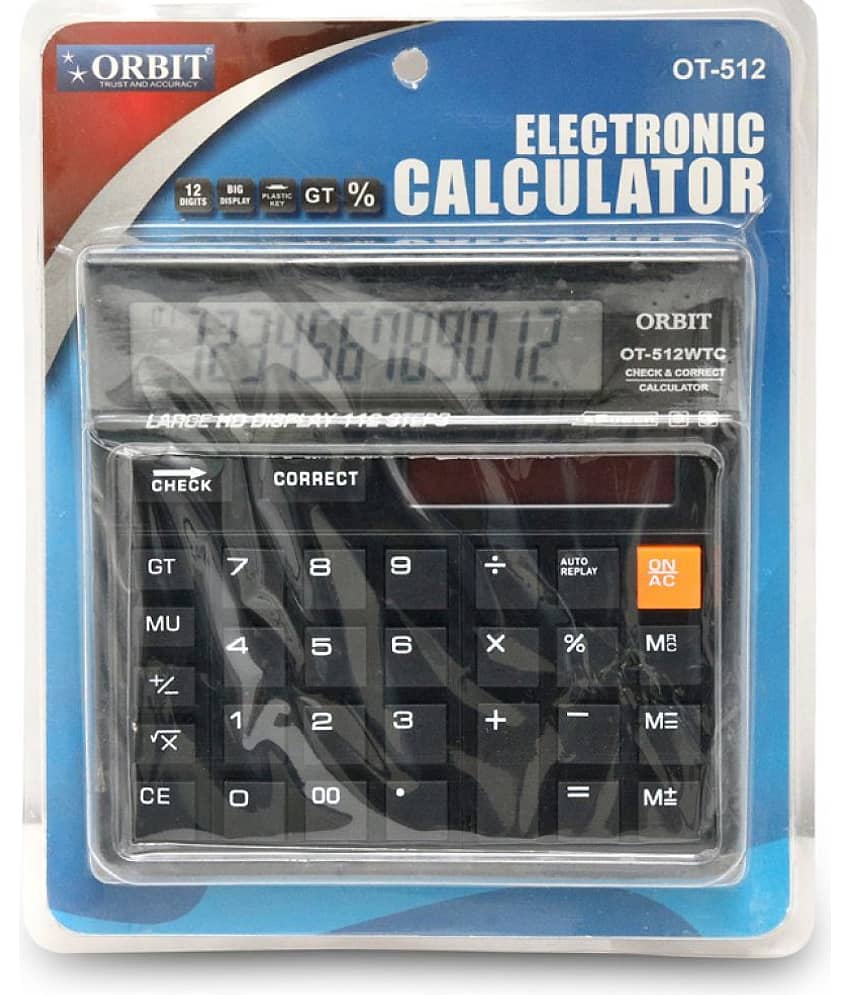 ORBIT
TRUST AND ACCURACY
OT-512
ELECTRONIC
CALCULATOR
12 DIGITS
BIG DISPLAY
PLASTIC KEY
GT
%
123456789012.
ORBIT
OT-512WTC
CHECK & CORRECT
CALCULATOR
LARGE HD DISPLAY 112 STEPS
CHECK CORRECT
GT 7 8 9 ÷ AUTO REPLAY ON AC
MU 4 5 6 × % MRC
+/− 1 2 3 + − M=
√X
CE 0 00 . = M±